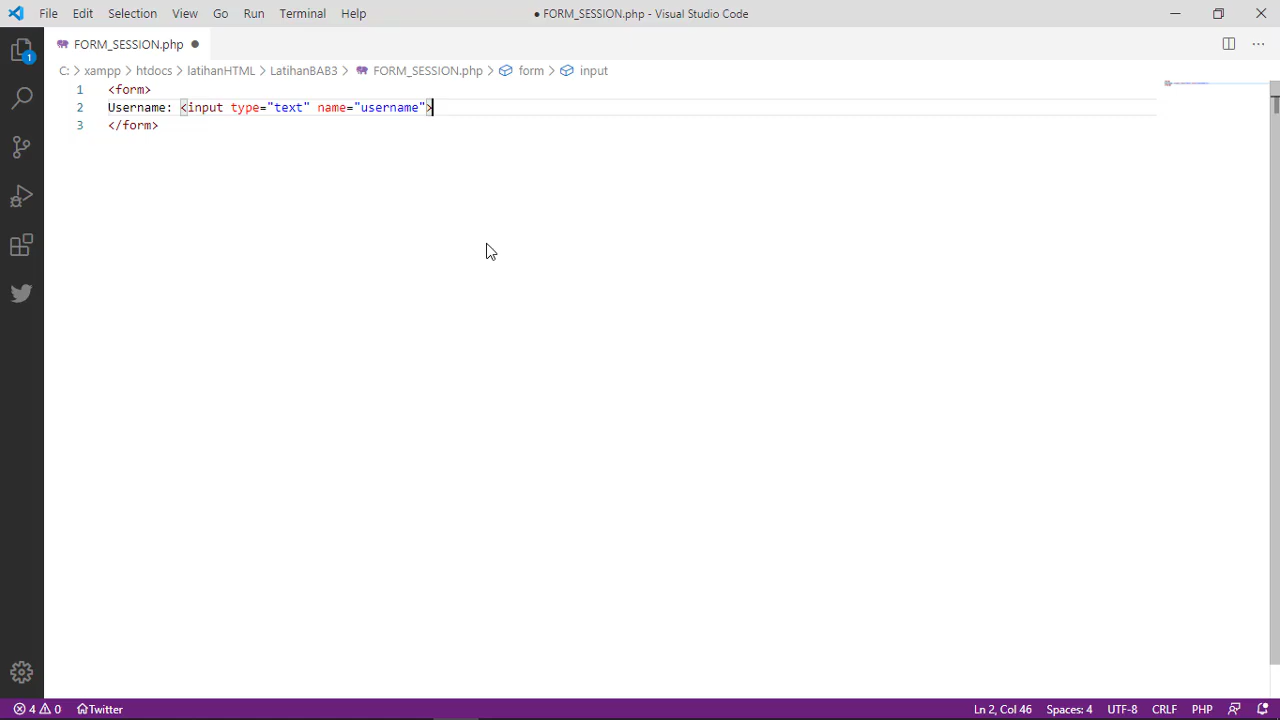 File Edit Selection View Go Run Terminal Help ● FORM_SESSION.php - Visual Studio Code
FORM_SESSION.php ●
C: > xampp > htdocs > latihanHTML > LatihanBAB3 > FORM_SESSION.php > form > input
1 <form>
2 Username: <input type="text" name="username">
3 </form>
1
4 0 Twitter Ln 2, Col 46 Spaces: 4 UTF-8 CRLF PHP